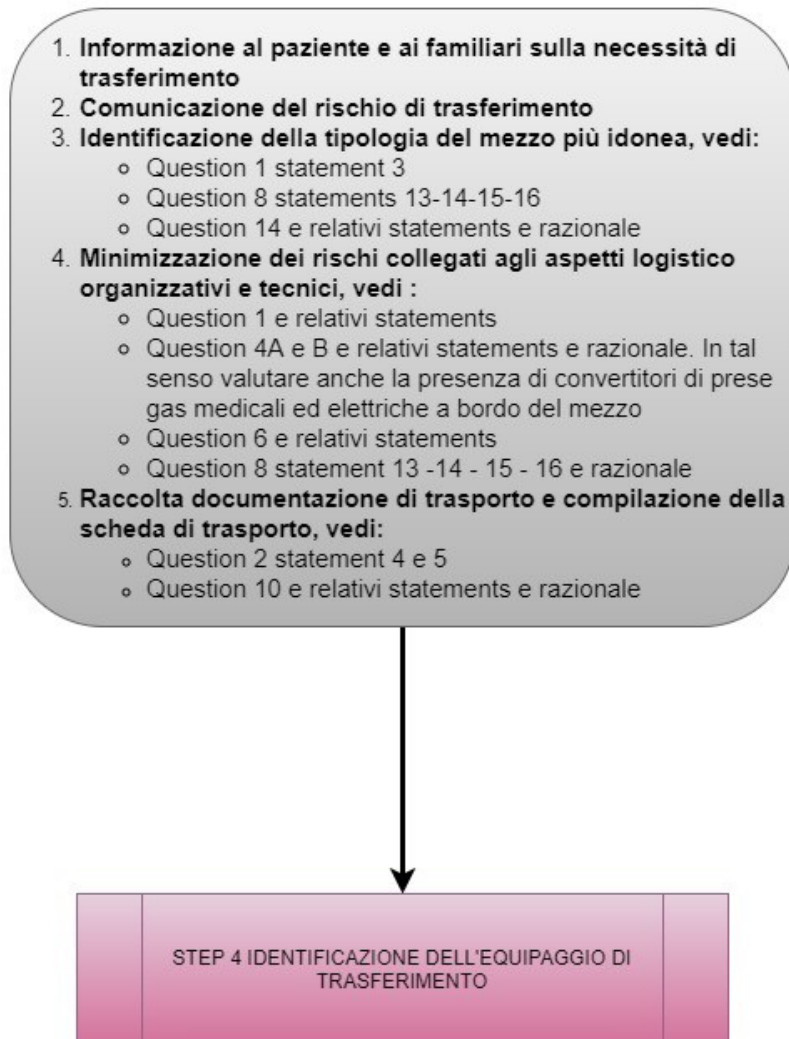 1. Informazione al paziente e ai familiari sulla necessità di
trasferimento
2. Comunicazione del rischio di trasferimento
3. Identificazione della tipologia del mezzo più idonea, vedi:
◦ Question 1 statement 3
◦ Question 8 statements 13-14-15-16
◦ Question 14 e relativi statements e razionale
4. Minimizzazione dei rischi collegati agli aspetti logistico
organizzativi e tecnici, vedi :
◦ Question 1 e relativi statements
◦ Question 4A e B e relativi statements e razionale. In tal
senso valutare anche la presenza di convertitori di prese
gas medicali ed elettriche a bordo del mezzo
◦ Question 6 e relativi statements
◦ Question 8 statement 13 -14 - 15 - 16 e razionale
5. Raccolta documentazione di trasporto e compilazione della
scheda di trasporto, vedi:
◦ Question 2 statement 4 e 5
◦ Question 10 e relativi statements e razionale
STEP 4 IDENTIFICAZIONE DELL'EQUIPAGGIO DI
TRASFERIMENTO